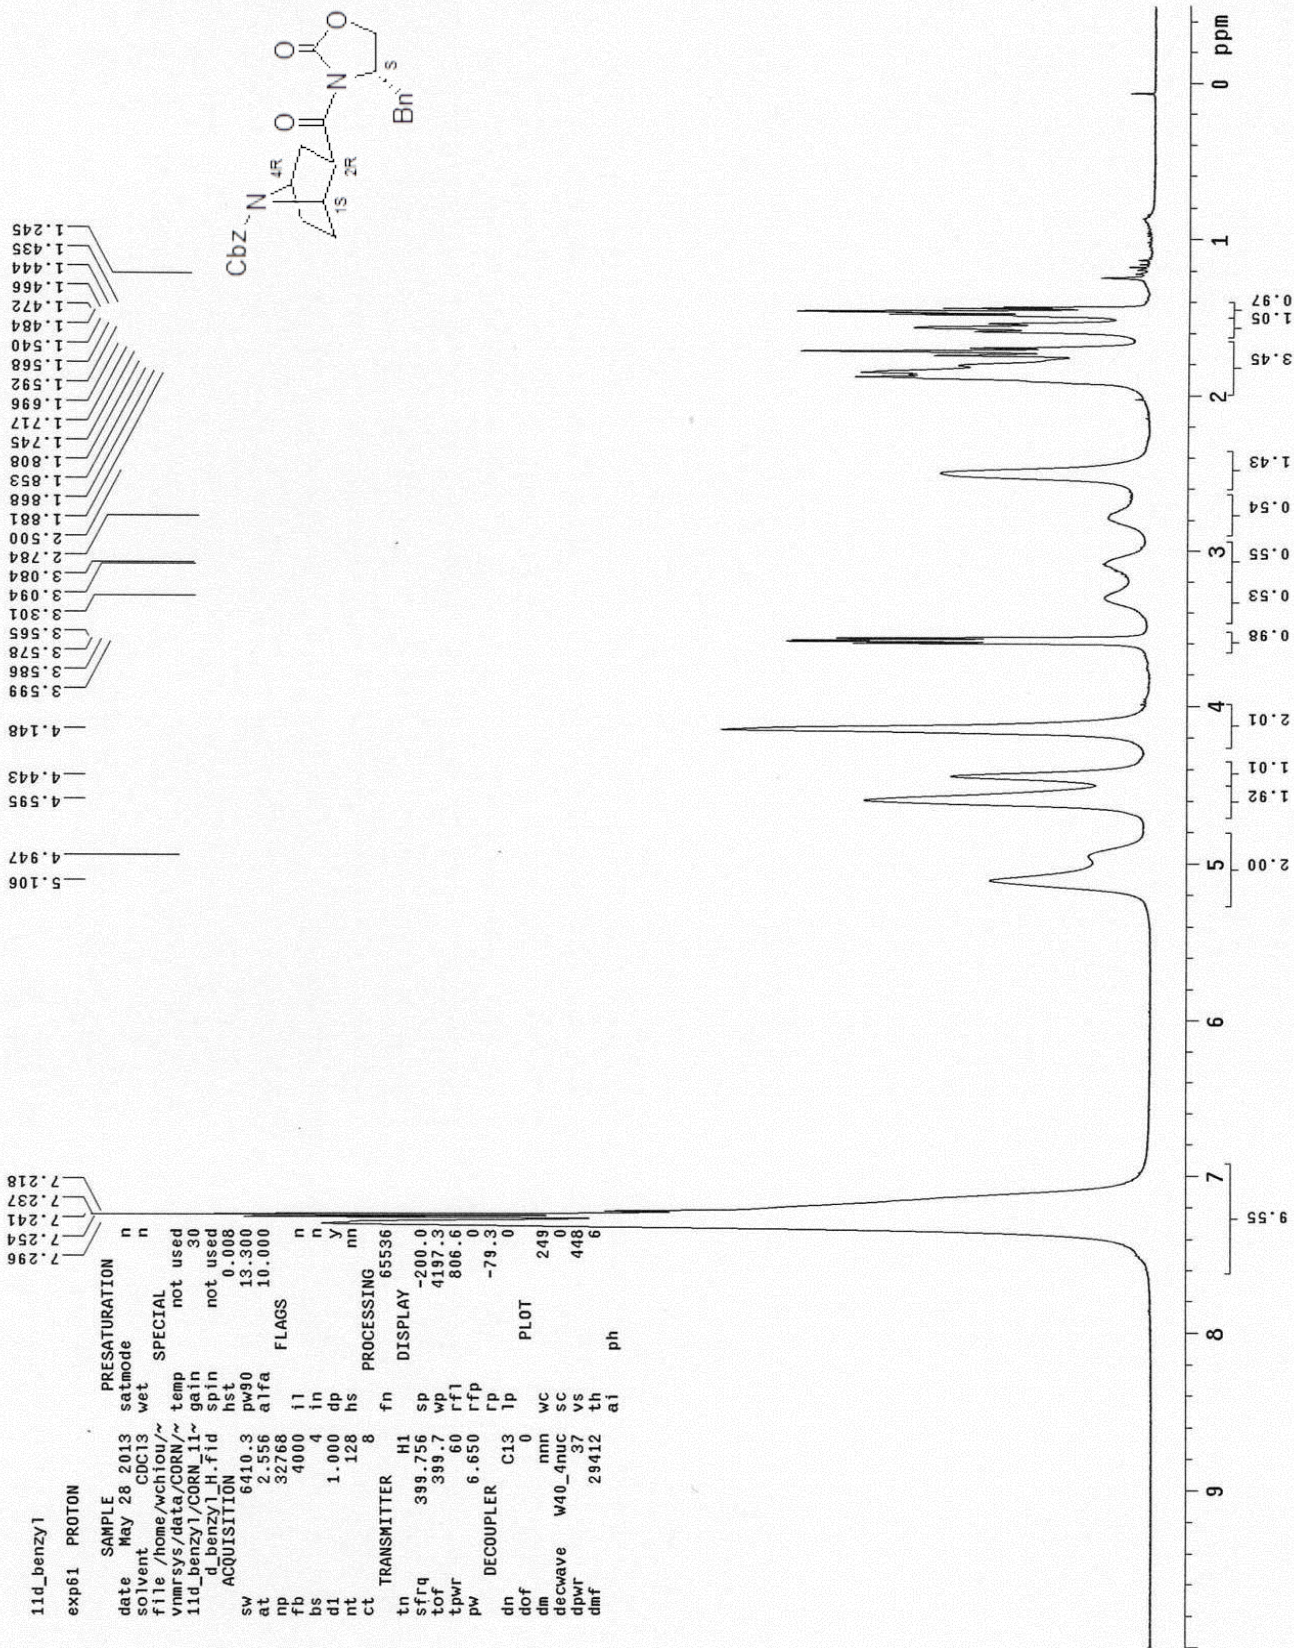 11d_benzyl
exp61 PROTON
SAMPLE
date May 28 2013
solvent CDCl3
file /home/wchiou/~
vnmrsys/data/CORN/~
11d_benzyl/CORN_11~
d_benzyl_H.fid
ACQUISITION
sw 6410.3
at 2.556
np 32768
fb 4000
bs 4
d1 1.000
nt 128
ct 8
TRANSMITTER
tn H1
sfrq 399.756
tof 399.7
tpwr 60
pw 6.650
DECOUPLER
dn C13
dof 0
dm nnn
decwave W40_4nuc
dpwr 37
dmf 29412
PRESATURATION
satmode n
wet n
SPECIAL
temp not used
gain 30
spin not used
hst 0.008
pw90 13.300
alfa 10.000
FLAGS
il n
in n
dp y
hs nn
PROCESSING
fn 65536
DISPLAY
sp -200.0
wp 4197.3
rfl 806.6
rfp 0
rp -79.3
lp 0
PLOT
wc 249
sc 0
vs 448
th 6
ai ph
7.296
7.254
7.241
7.237
7.218
5.106
4.947
4.595
4.443
4.148
3.599
3.586
3.578
3.565
3.301
3.094
3.084
2.784
2.500
1.881
1.868
1.853
1.808
1.745
1.717
1.696
1.592
1.568
1.540
1.484
1.472
1.466
1.444
1.435
1.245
Cbz
N
4R
1S
2R
O
N
O
O
S
Bn
9 8 7 6 5 4 3 2 1 0 ppm
9.55
2.00
1.92
1.01
2.01
0.98
0.53
0.55
0.54
1.43
3.45
1.05
0.97